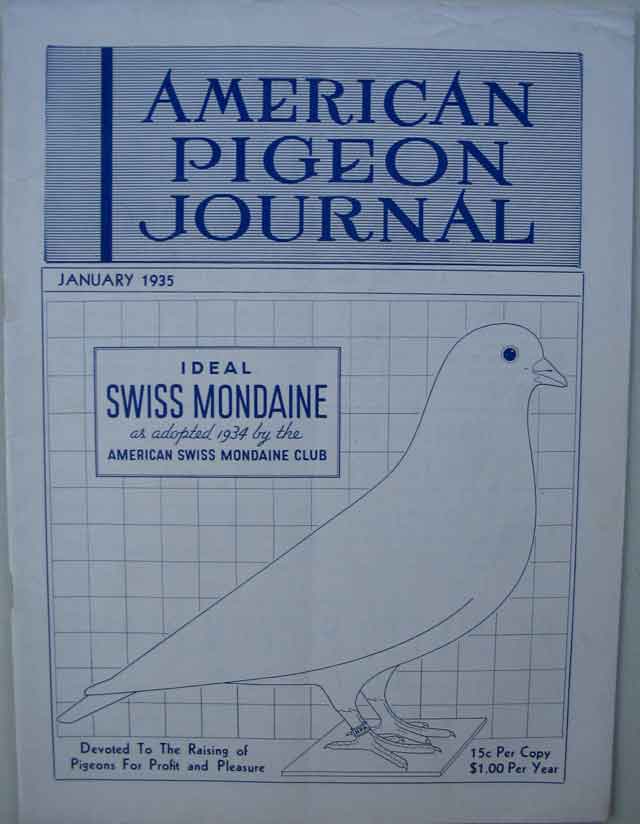 AMERICAN
PIGEON
JOURNAL
JANUARY 1935
IDEAL
SWISS MONDAINE
as adopted 1934 by the
AMERICAN SWISS MONDAINE CLUB
Devoted To The Raising of
Pigeons For Profit and Pleasure
15c Per Copy
$1.00 Per Year